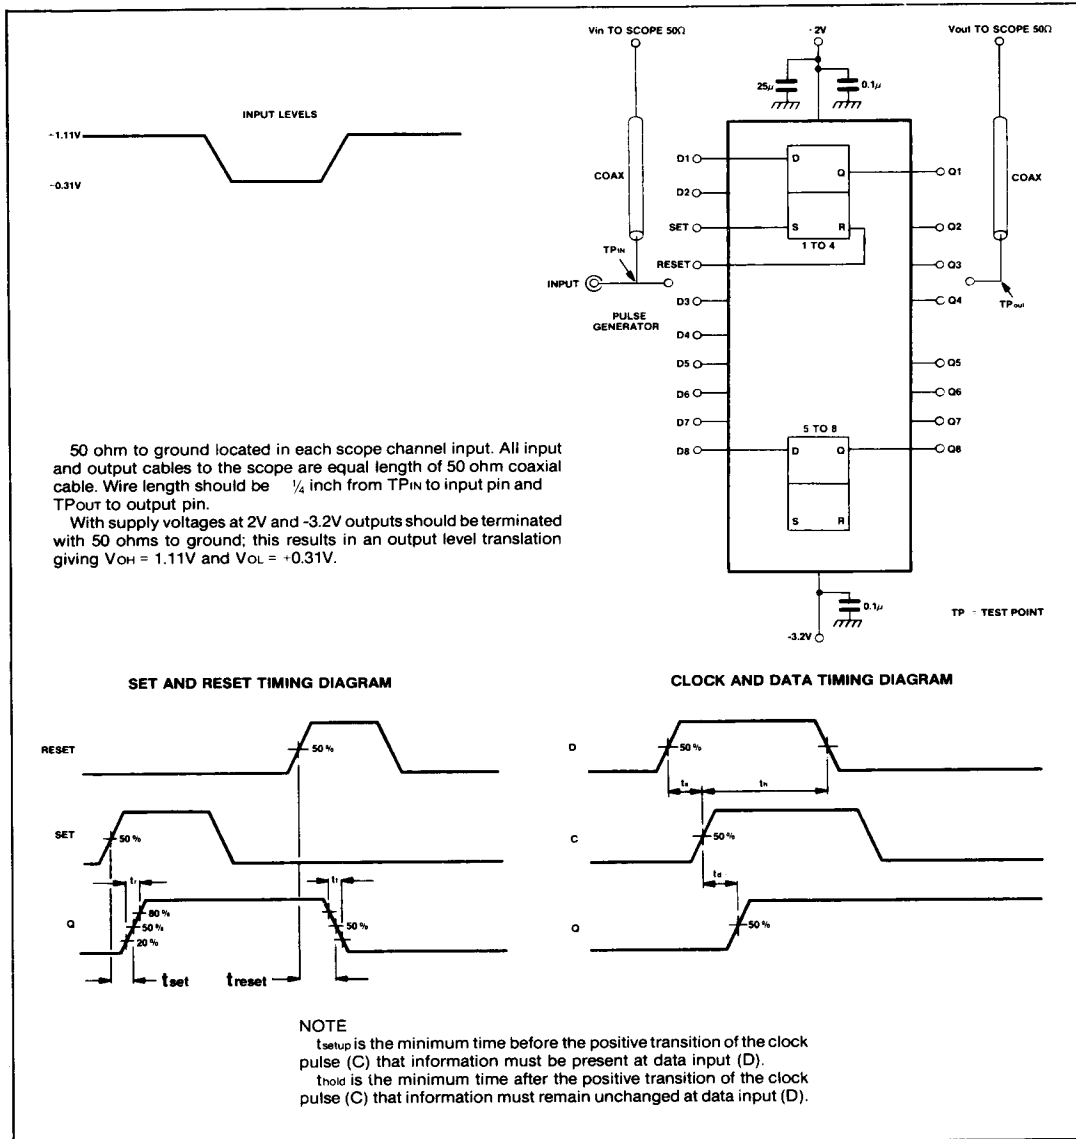 Vin TO SCOPE 50Ω
- 2V
Vout TO SCOPE 50Ω
25µ
0.1µ
INPUT LEVELS
-1.11V
-0.31V
COAX
COAX
D1
D
Q
Q1
D2
SET
S
R
Q2
1 TO 4
TPIN
RESET
Q3
INPUT
D3
Q4
TPout
PULSE
GENERATOR
D4
D5
Q5
D6
Q6
D7
Q7
5 TO 8
D8
D
Q
Q8
S
R
50 ohm to ground located in each scope channel input. All input
and output cables to the scope are equal length of 50 ohm coaxial
cable. Wire length should be ¼ inch from TPIN to input pin and
TPOUT to output pin.
With supply voltages at 2V and -3.2V outputs should be terminated
with 50 ohms to ground; this results in an output level translation
giving VOH = 1.11V and VOL = +0.31V.
0.1µ
-3.2V
TP - TEST POINT
SET AND RESET TIMING DIAGRAM
CLOCK AND DATA TIMING DIAGRAM
RESET
50 %
D
50 %
ts
th
SET
50 %
C
50 %
tr
tf
td
Q
80 %
50 %
20 %
50 %
Q
50 %
tset
treset
NOTE
tsetup is the minimum time before the positive transition of the clock
pulse (C) that information must be present at data input (D).
thold is the minimum time after the positive transition of the clock
pulse (C) that information must remain unchanged at data input (D).